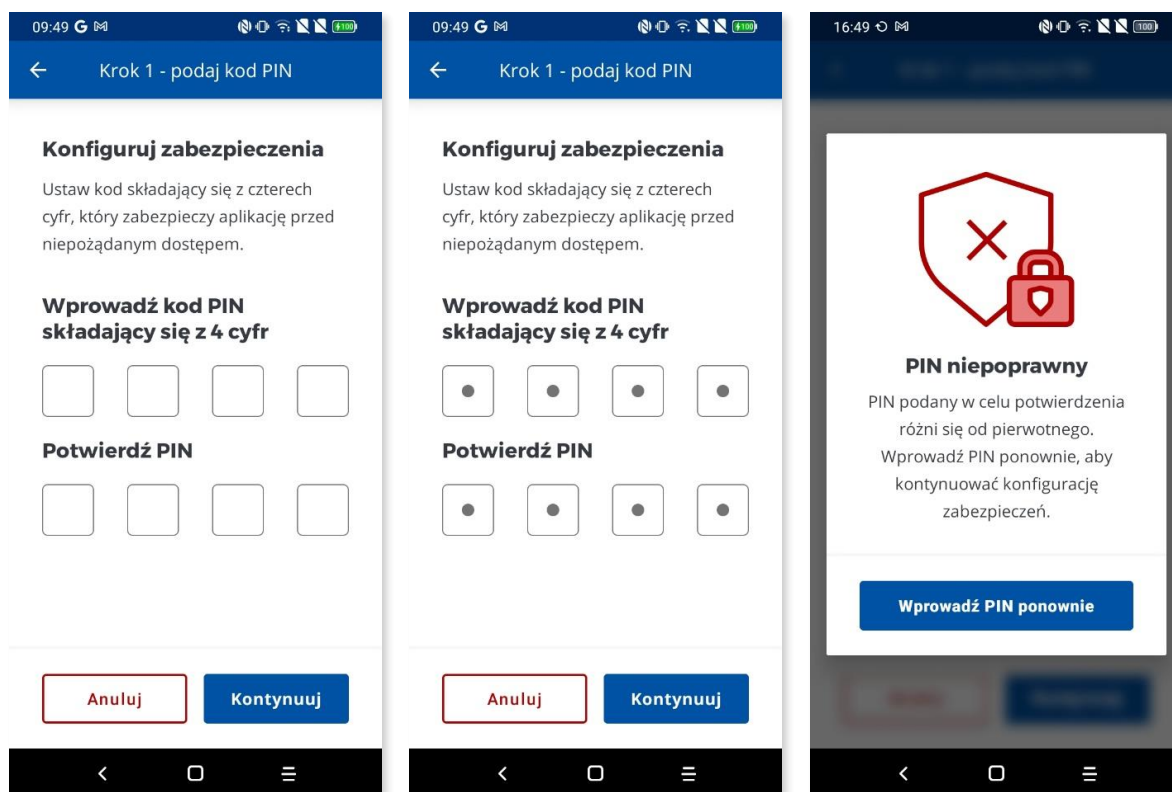 09:49 G
100
Krok 1 - podaj kod PIN
Konfiguruj zabezpieczenia
Ustaw kod składający się z czterech
cyfr, który zabezpieczy aplikację przed
niepożądanym dostępem.
Wprowadź kod PIN
składający się z 4 cyfr
Potwierdź PIN
Anuluj
Kontynuuj
09:49 G
100
Krok 1 - podaj kod PIN
Konfiguruj zabezpieczenia
Ustaw kod składający się z czterech
cyfr, który zabezpieczy aplikację przed
niepożądanym dostępem.
Wprowadź kod PIN
składający się z 4 cyfr
Potwierdź PIN
Anuluj
Kontynuuj
16:49
100
PIN niepoprawny
PIN podany w celu potwierdzenia
różni się od pierwotnego.
Wprowadź PIN ponownie, aby
kontynuować konfigurację
zabezpieczeń.
Wprowadź PIN ponownie